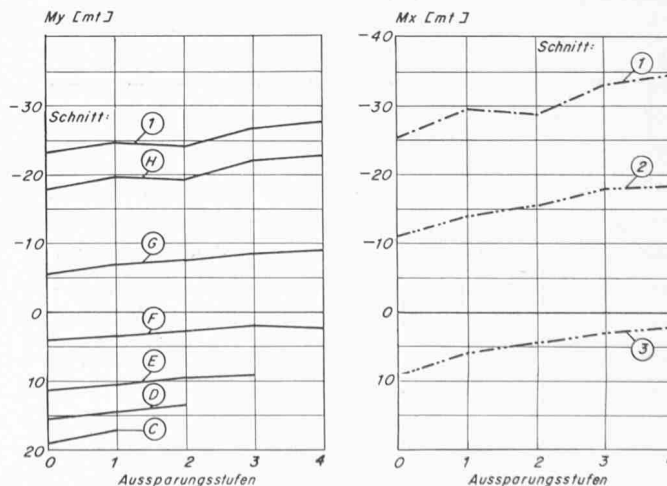 My [mt]
-30
Schnitt:
1
H
-20
-10
G
0
F
E
10
D
C
20
0 1 2 3 4
Aussparungsstufen
Mx [mt]
-40
Schnitt:
1
-30
2
-20
-10
0
3
10
0 1 2 3 4
Aussparungsstufen